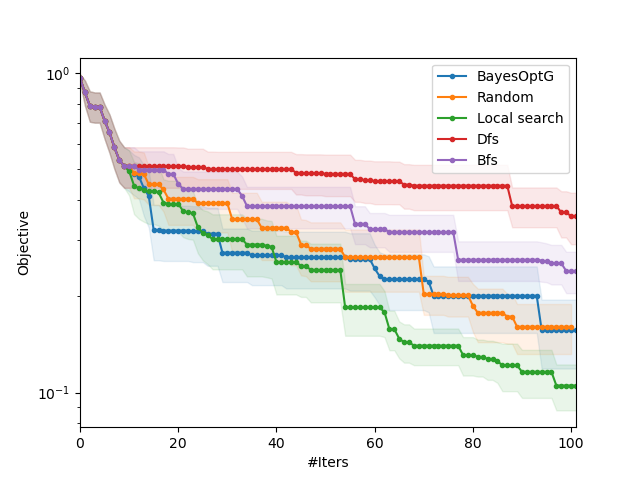 10⁰
10⁻¹
Objective
0
20
40
60
80
100
#Iters
BayesOptG
Random
Local search
Dfs
Bfs